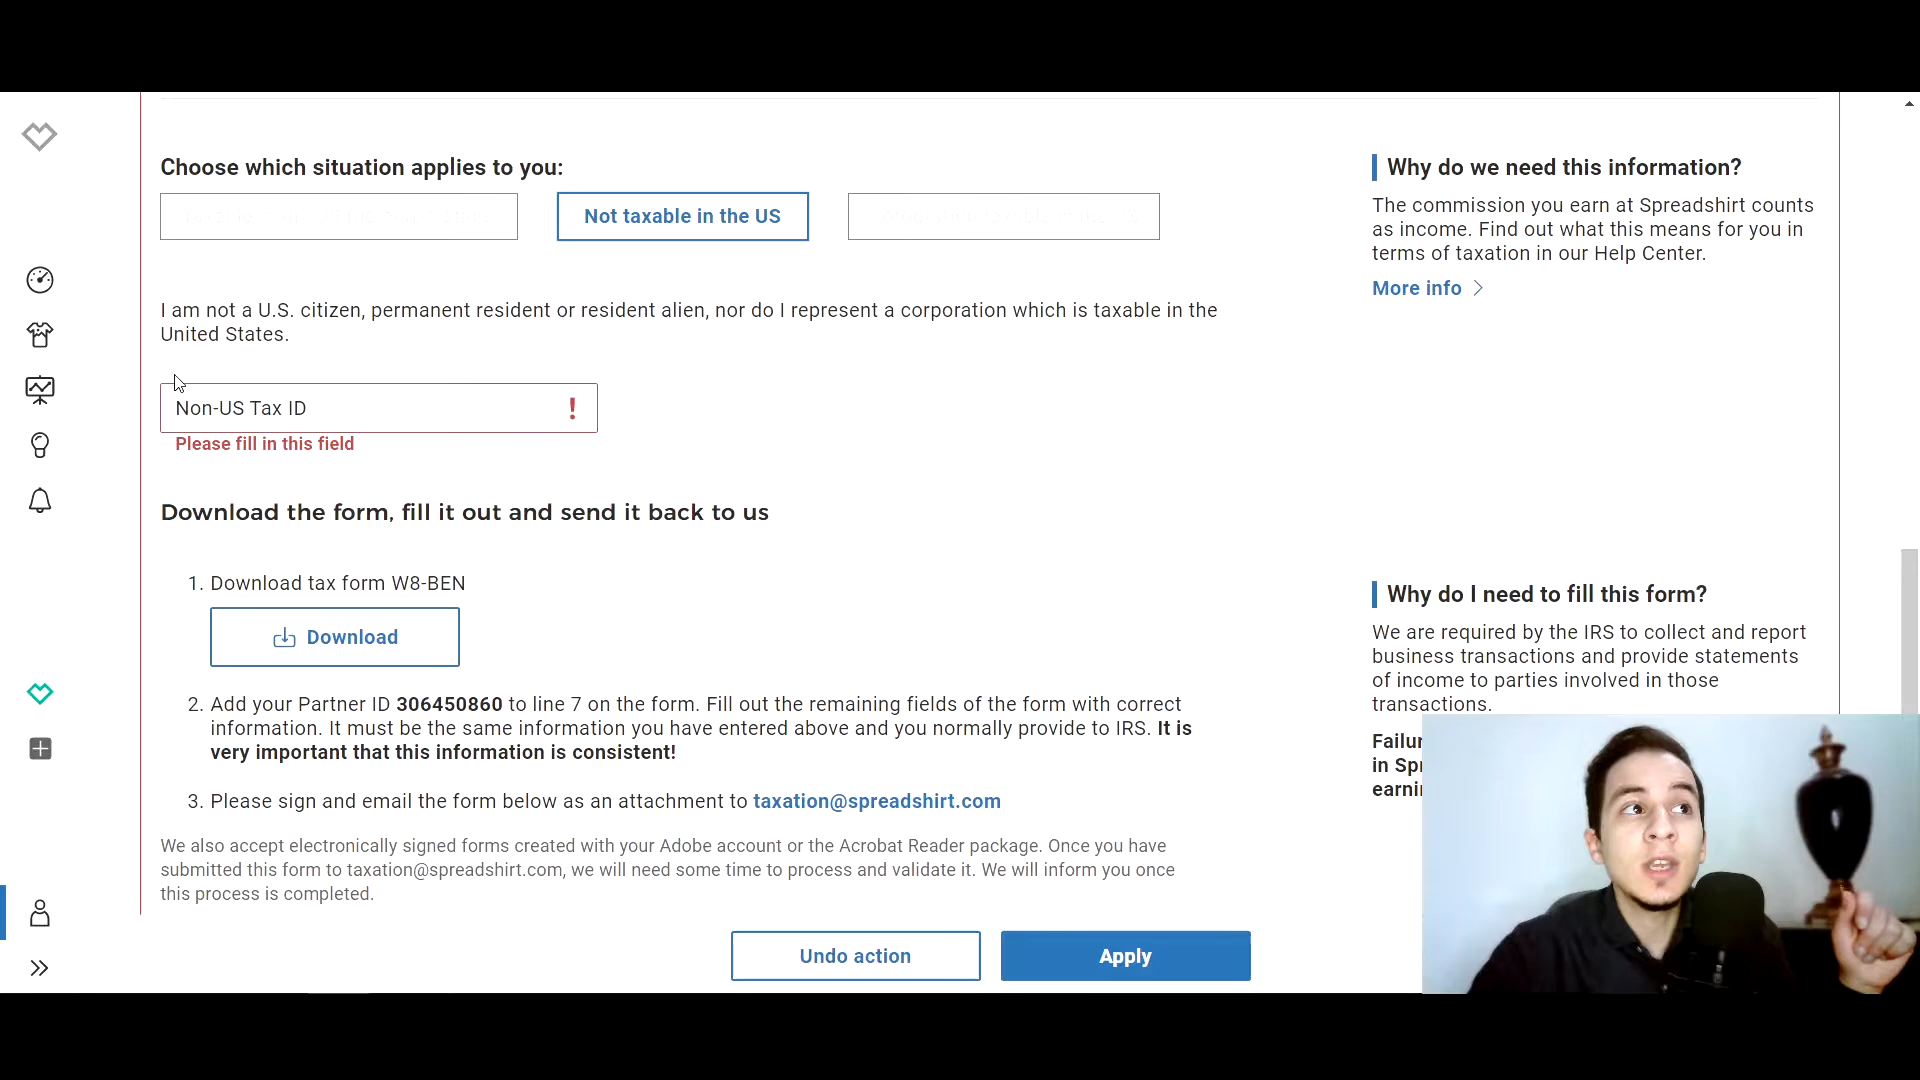 Choose which situation applies to you:
Not taxable in the US
I am not a U.S. citizen, permanent resident or resident alien, nor do I represent a corporation which is taxable in the
United States.
Non-US Tax ID
!
Please fill in this field
Download the form, fill it out and send it back to us
1. Download tax form W8-BEN
Download
2. Add your Partner ID 306450860 to line 7 on the form. Fill out the remaining fields of the form with correct
information. It must be the same information you have entered above and you normally provide to IRS. It is
very important that this information is consistent!
3. Please sign and email the form below as an attachment to taxation@spreadshirt.com
We also accept electronically signed forms created with your Adobe account or the Acrobat Reader package. Once you have
submitted this form to taxation@spreadshirt.com, we will need some time to process and validate it. We will inform you once
this process is completed.
Undo action
Apply
Why do we need this information?
The commission you earn at Spreadshirt counts
as income. Find out what this means for you in
terms of taxation in our Help Center.
More info
Why do I need to fill this form?
We are required by the IRS to collect and report
business transactions and provide statements
of income to parties involved in those
transactions.
in